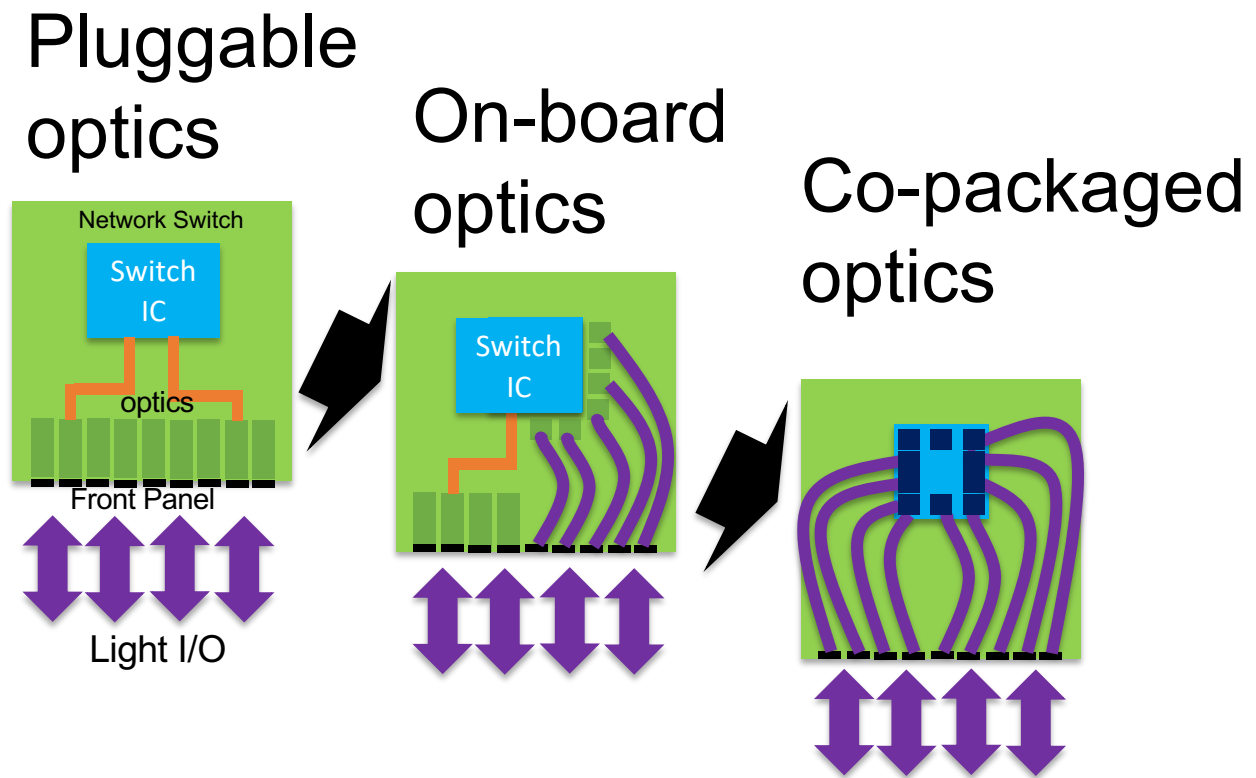 Pluggable
optics
Network Switch
Switch
IC
optics
Front Panel
Light I/O
On-board
optics
Switch
IC
Co-packaged
optics